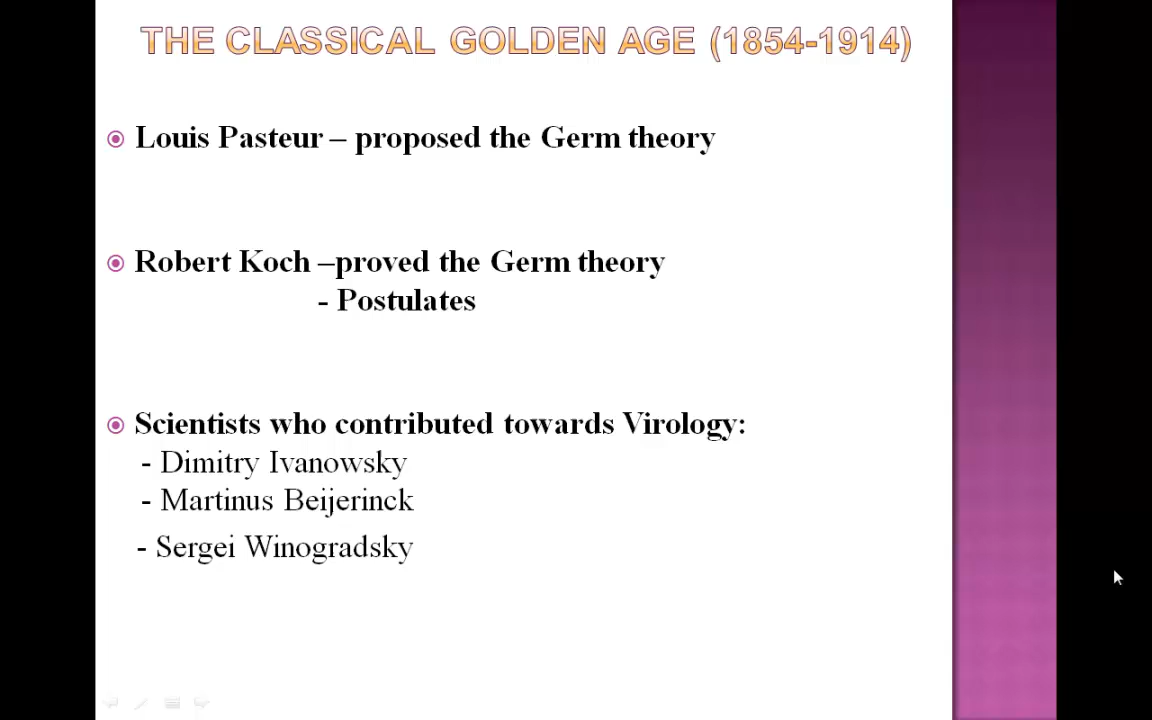 THE CLASSICAL GOLDEN AGE (1854-1914)
Louis Pasteur – proposed the Germ theory
Robert Koch –proved the Germ theory
- Postulates
Scientists who contributed towards Virology:
- Dimitry Ivanowsky
- Martinus Beijerinck
- Sergei Winogradsky